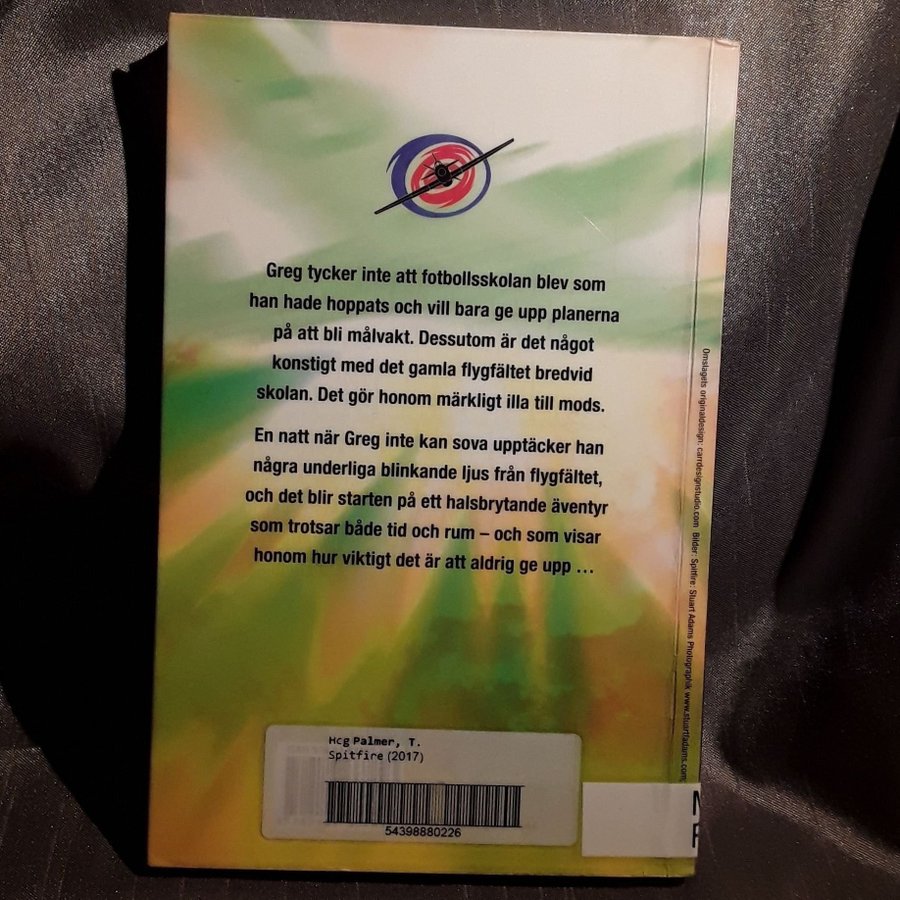 Greg tycker inte att fotbollsskolan blev som
han hade hoppats och vill bara ge upp planerna
på att bli målvakt. Dessutom är det något
konstigt med det gamla flygfältet bredvid
skolan. Det gör honom märkligt illa till mods.
En natt när Greg inte kan sova upptäcker han
några underliga blinkande ljus från flygfältet,
och det blir starten på ett halsbrytande äventyr
som trotsar både tid och rum – och som visar
honom hur viktigt det är att aldrig ge upp …
Omslagets originaldesign: carrdesignstudio.com Bilder: Spitfire: Stuart Adams Photographik www.stuartfadams.com;
Hcg Palmer, T.
Spitfire (2017)
54398880226